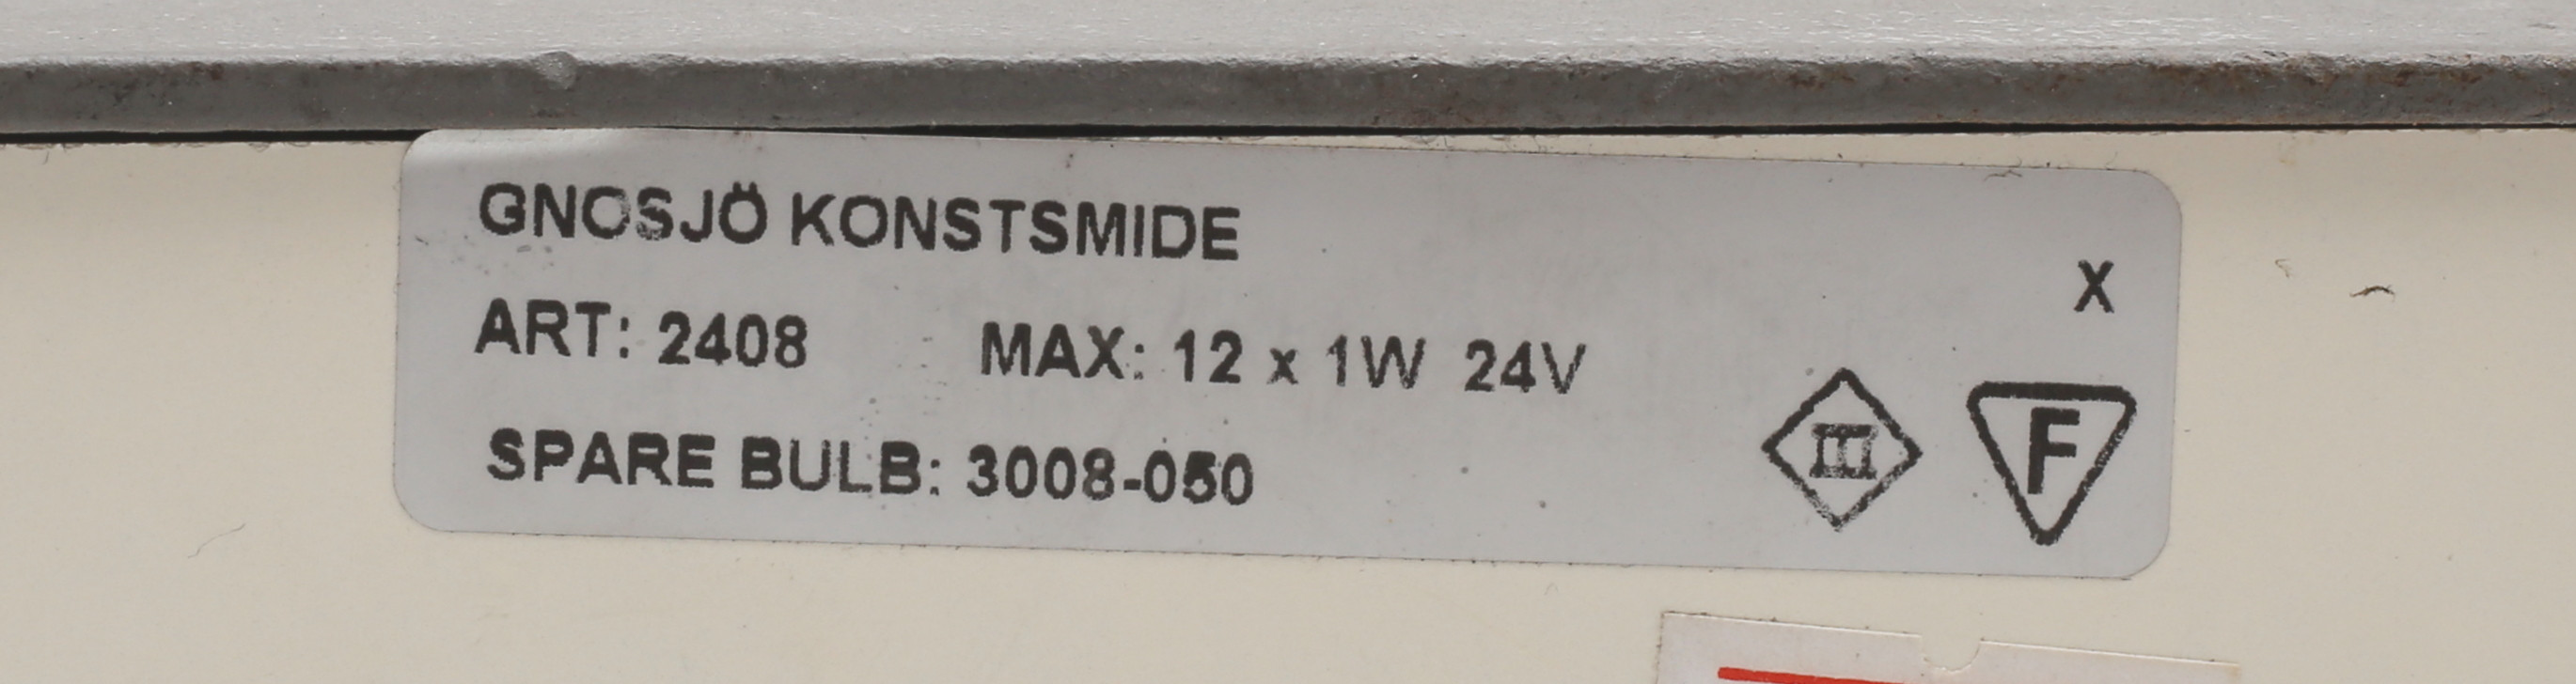 GNOSJÖ KONSTSMIDE
X
ART: 2408 MAX: 12 x 1W 24V
III F
SPARE BULB: 3008-050